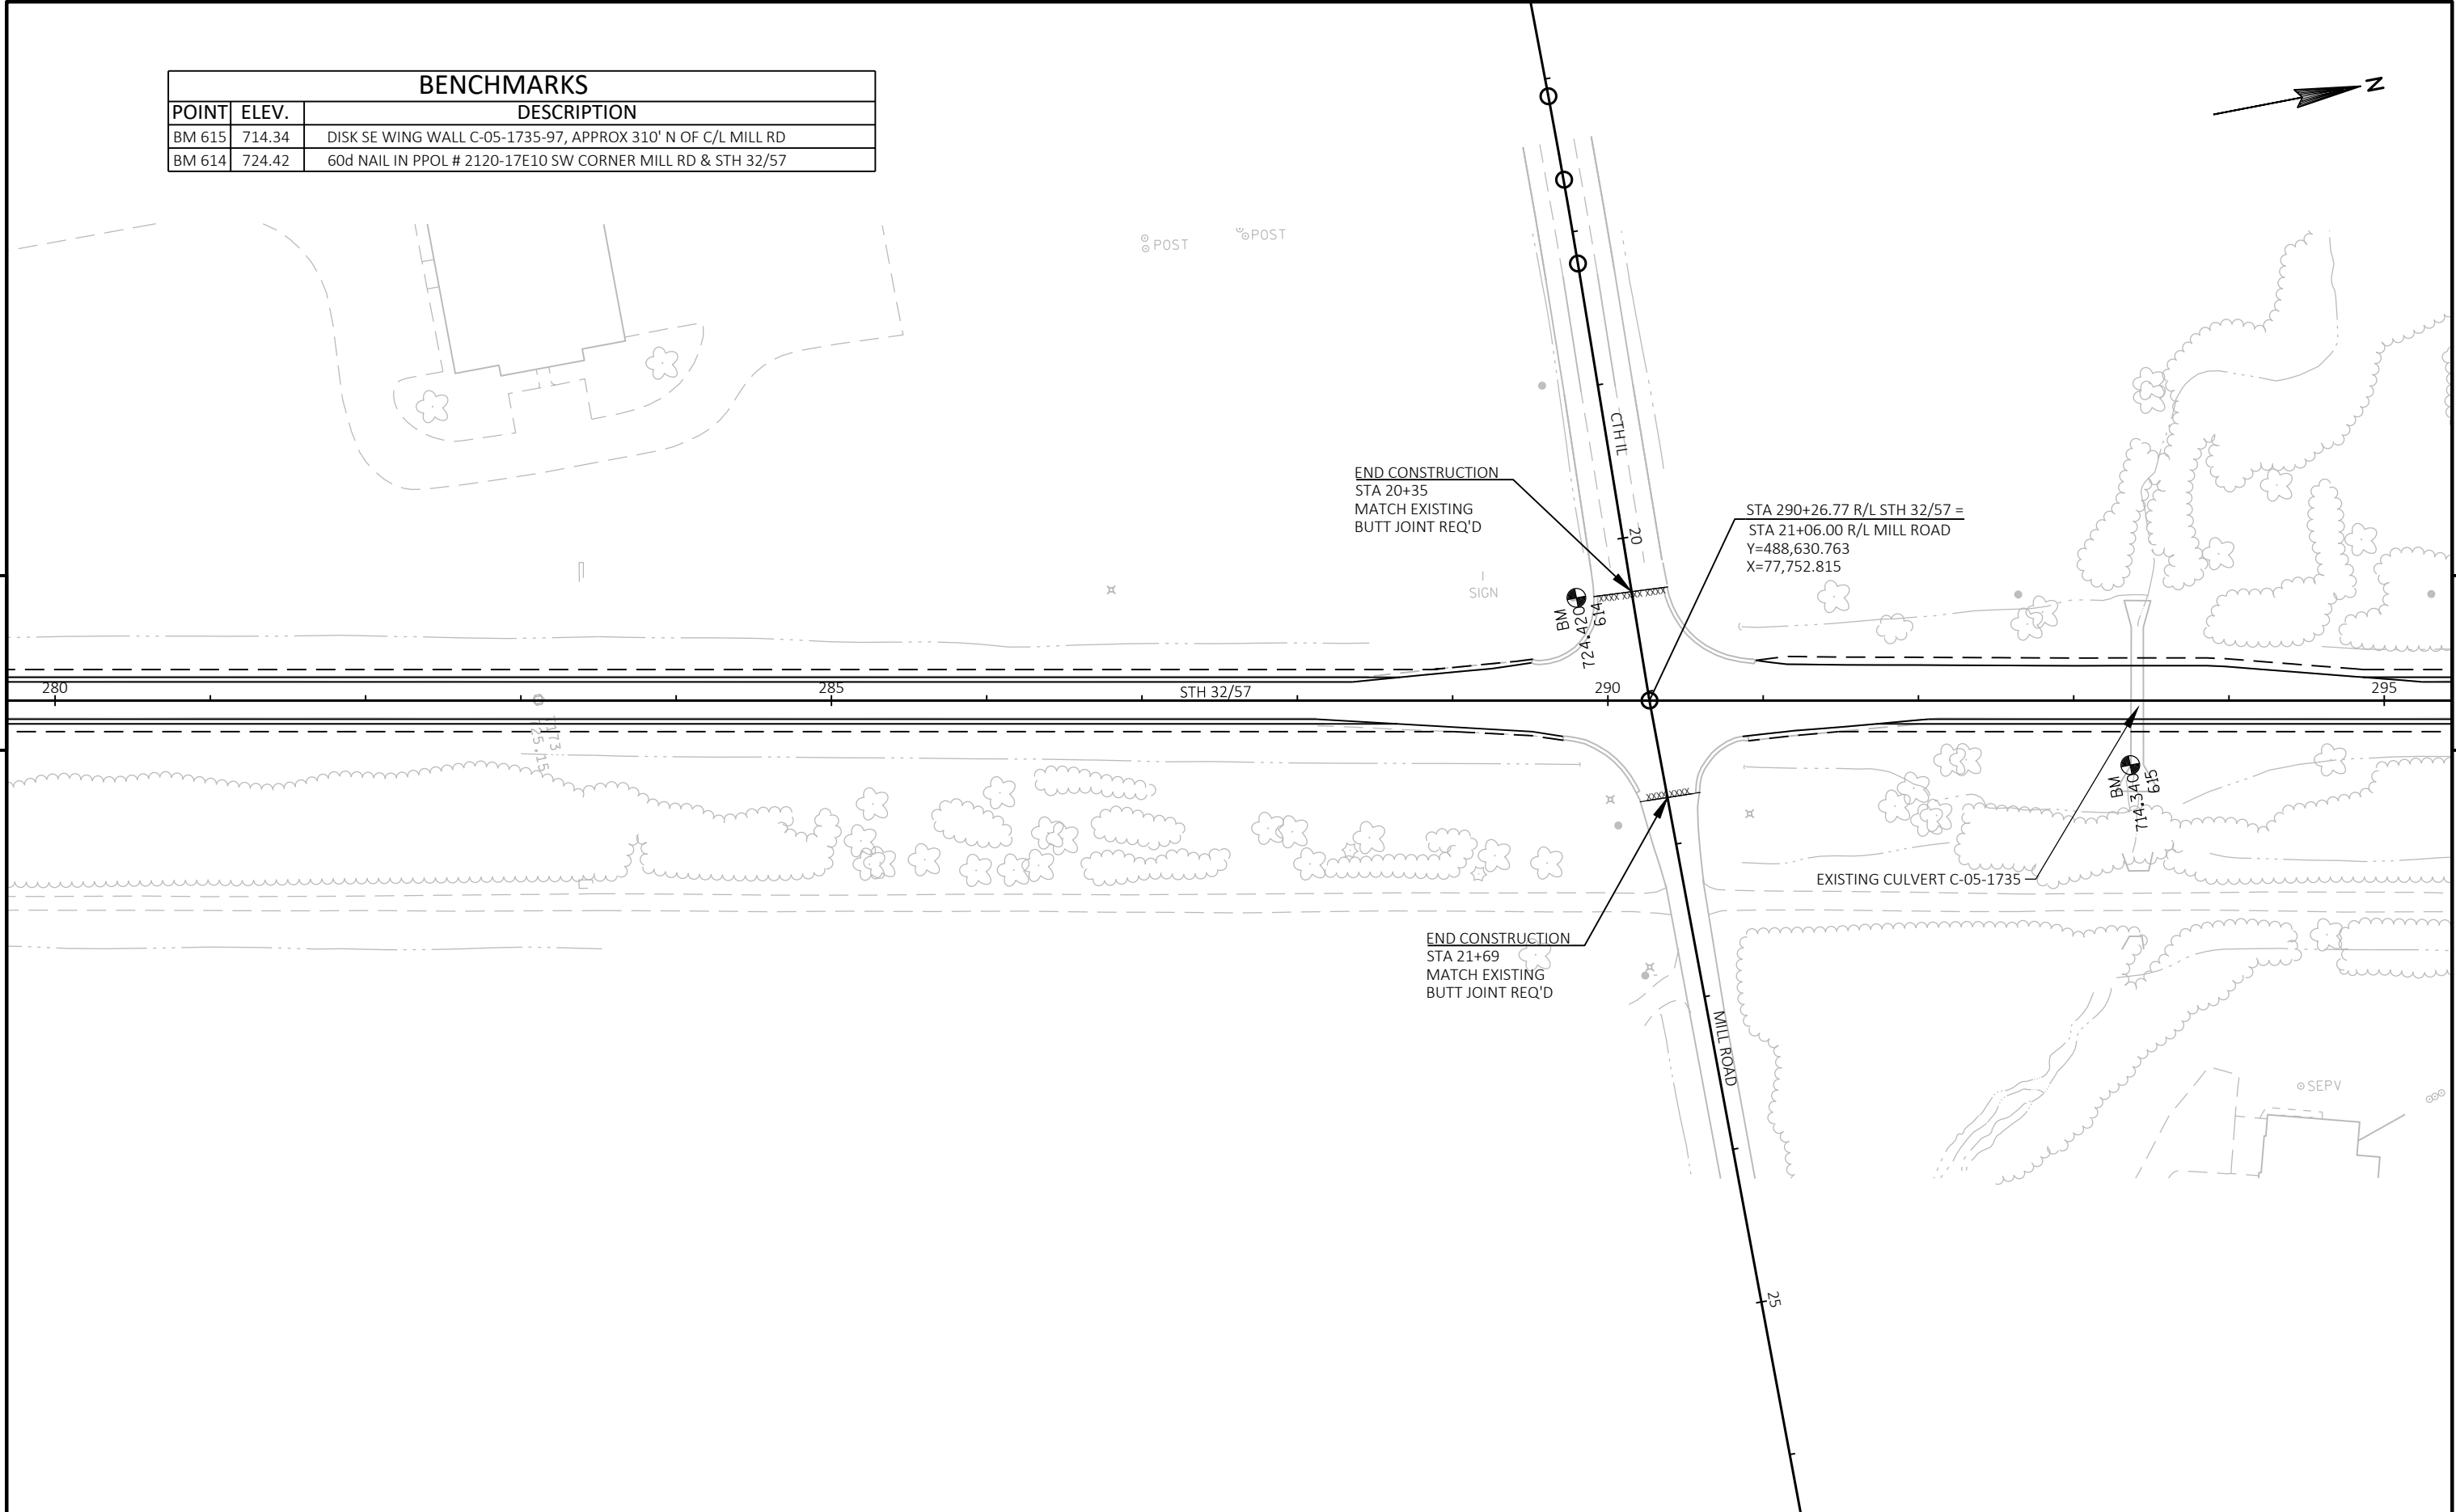 BENCHMARKS
POINT ELEV. DESCRIPTION
BM 615 714.34 DISK SE WING WALL C-05-1735-97, APPROX 310' N OF C/L MILL RD
BM 614 724.42 60d NAIL IN PPOL # 2120-17E10 SW CORNER MILL RD & STH 32/57
N
POST
POST
CTH IL
END CONSTRUCTION
STA 20+35
MATCH EXISTING
BUTT JOINT REQ'D
STA 290+26.77 R/L STH 32/57 =
STA 21+06.00 R/L MILL ROAD
Y=488,630.763
X=77,752.815
20
SIGN
BM
724.420
614
280
285
STH 32/57
290
295
BM
714.340
615
EXISTING CULVERT C-05-1735
END CONSTRUCTION
STA 21+69
MATCH EXISTING
BUTT JOINT REQ'D
MILL ROAD
SEPV
25